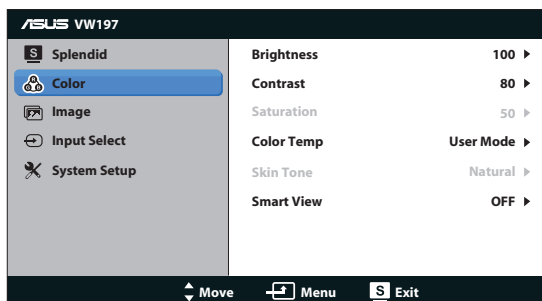 ASUS VW197
S Splendid
Color
Image
Input Select
System Setup
Brightness 100
Contrast 80
Saturation 50
Color Temp User Mode
Skin Tone Natural
Smart View OFF
Move Menu S Exit